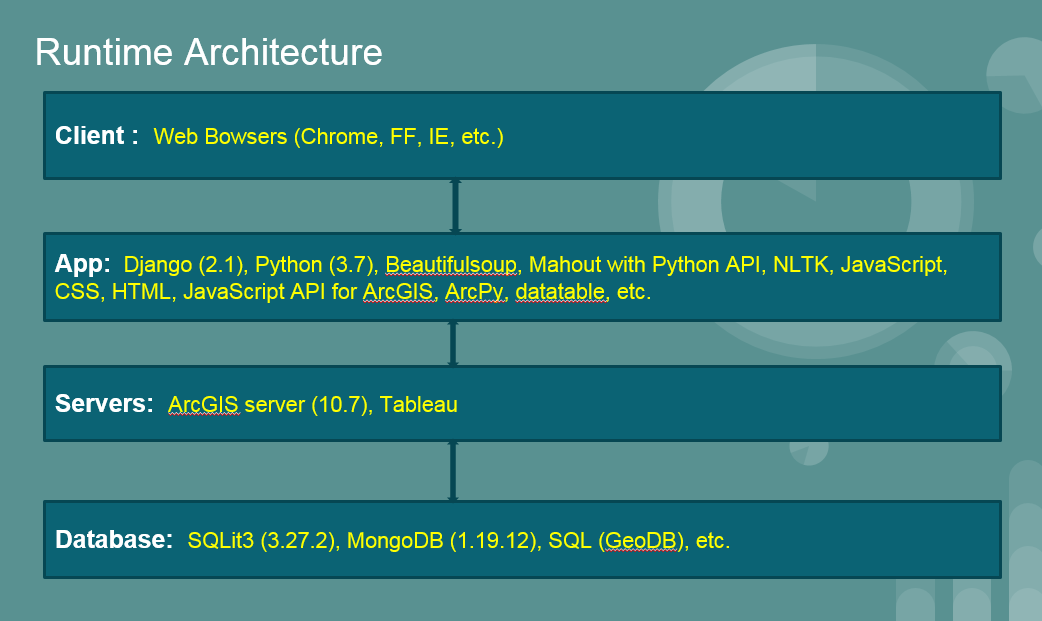 Runtime Architecture
Client : Web Bowsers (Chrome, FF, IE, etc.)
App: Django (2.1), Python (3.7), Beautifulsoup, Mahout with Python API, NLTK, JavaScript,
CSS, HTML, JavaScript API for ArcGIS, ArcPy, datatable, etc.
Servers: ArcGIS server (10.7), Tableau
Database: SQLit3 (3.27.2), MongoDB (1.19.12), SQL (GeoDB), etc.